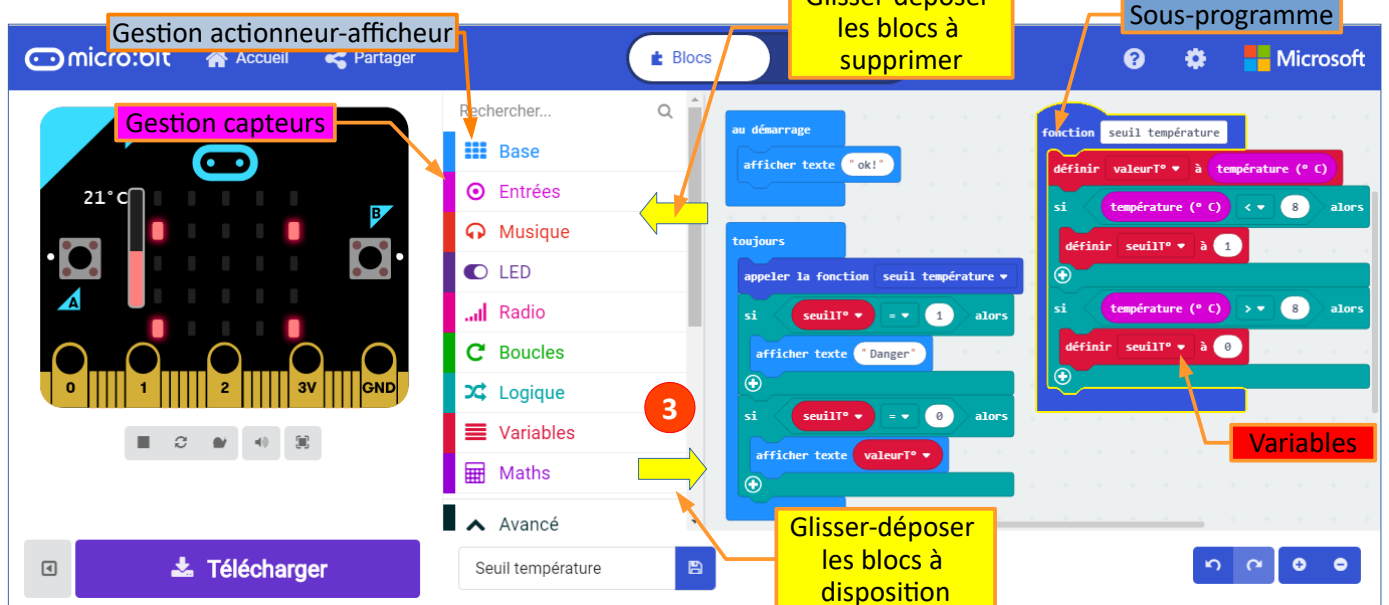 Gestion actionneur-afficheur
Glisser-déposer
les blocs à
supprimer
Sous-programme
micro:bit
Accueil
Partager
Blocs
Microsoft
Gestion capteurs
21°C
A
B
0
1
2
3V
GND
Rechercher...
Base
Entrées
Musique
LED
Radio
Boucles
Logique
Variables
Maths
Avancé
3
au démarrage
afficher texte "ok!"
toujours
appeler la fonction seuil température
si seuilT° = 1 alors
afficher texte "Danger"
si seuilT° = 0 alors
afficher texte valeurT°
fonction seuil température
définir valeurT° à température (° C)
si température (° C) < 8 alors
définir seuilT° à 1
si température (° C) > 8 alors
définir seuilT° à 0
Variables
Glisser-déposer
les blocs à
disposition
Télécharger
Seuil température